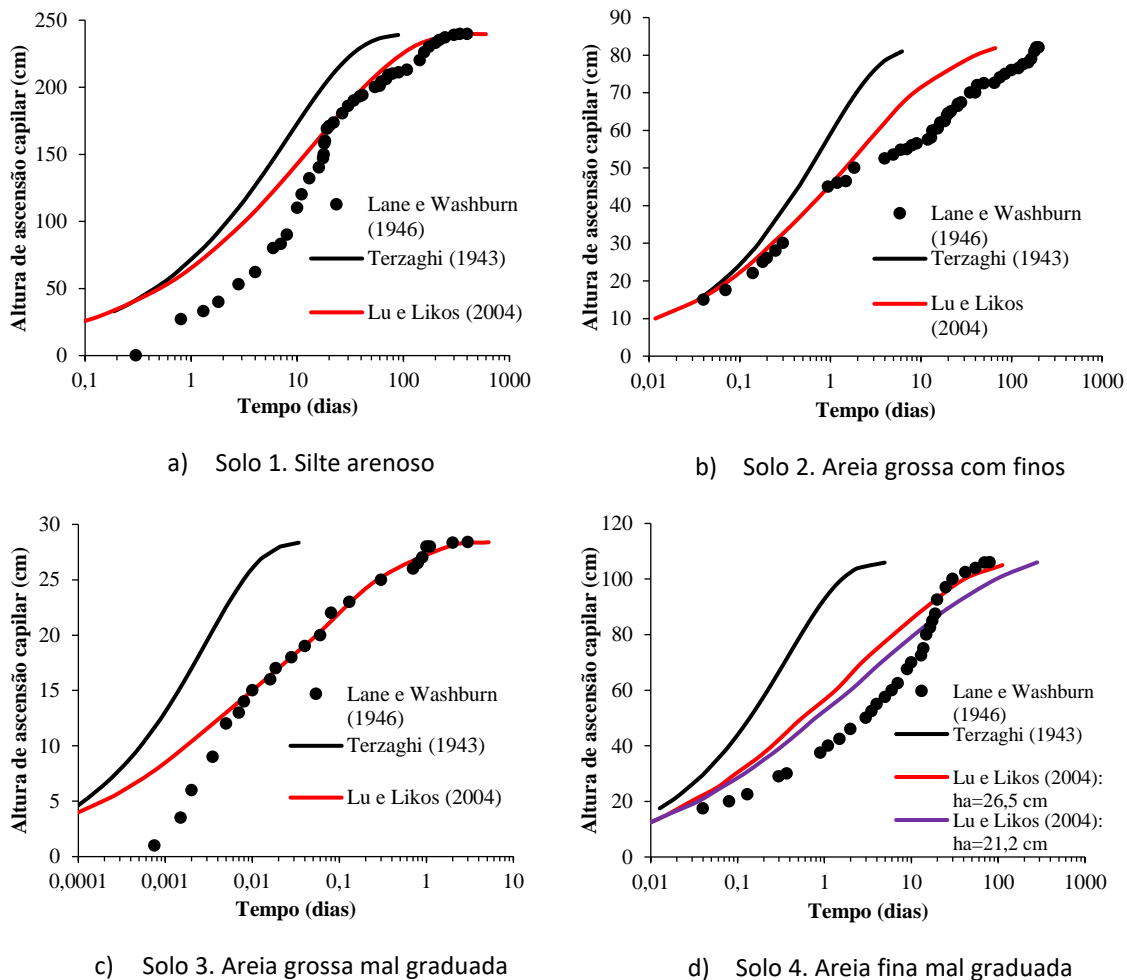 250
200
150
100
50
0
Altura de ascensão capilar (cm)
0,1
1
10
100
1000
Tempo (dias)
Lane e Washburn
(1946)
Terzaghi (1943)
Lu e Likos (2004)
a) Solo 1. Silte arenoso
90
80
70
60
50
40
30
20
10
0
Altura de ascensão capilar (cm)
0,01
0,1
1
10
100
1000
Tempo (dias)
Lane e Washburn
(1946)
Terzaghi (1943)
Lu e Likos
(2004)
b) Solo 2. Areia grossa com finos
30
25
20
15
10
5
0
Altura de ascensão capilar (cm)
0,0001
0,001
0,01
0,1
1
10
Tempo (dias)
Lane e Washburn
(1946)
Terzaghi (1943)
Lu e Likos (2004)
c) Solo 3. Areia grossa mal graduada
120
100
80
60
40
20
0
Altura de ascensão capilar (cm)
0,01
0,1
1
10
100
1000
Tempo (dias)
Lane e Washburn
(1946)
Terzaghi (1943)
Lu e Likos (2004):
ha=26,5 cm
Lu e Likos (2004):
ha=21,2 cm
d) Solo 4. Areia fina mal graduada